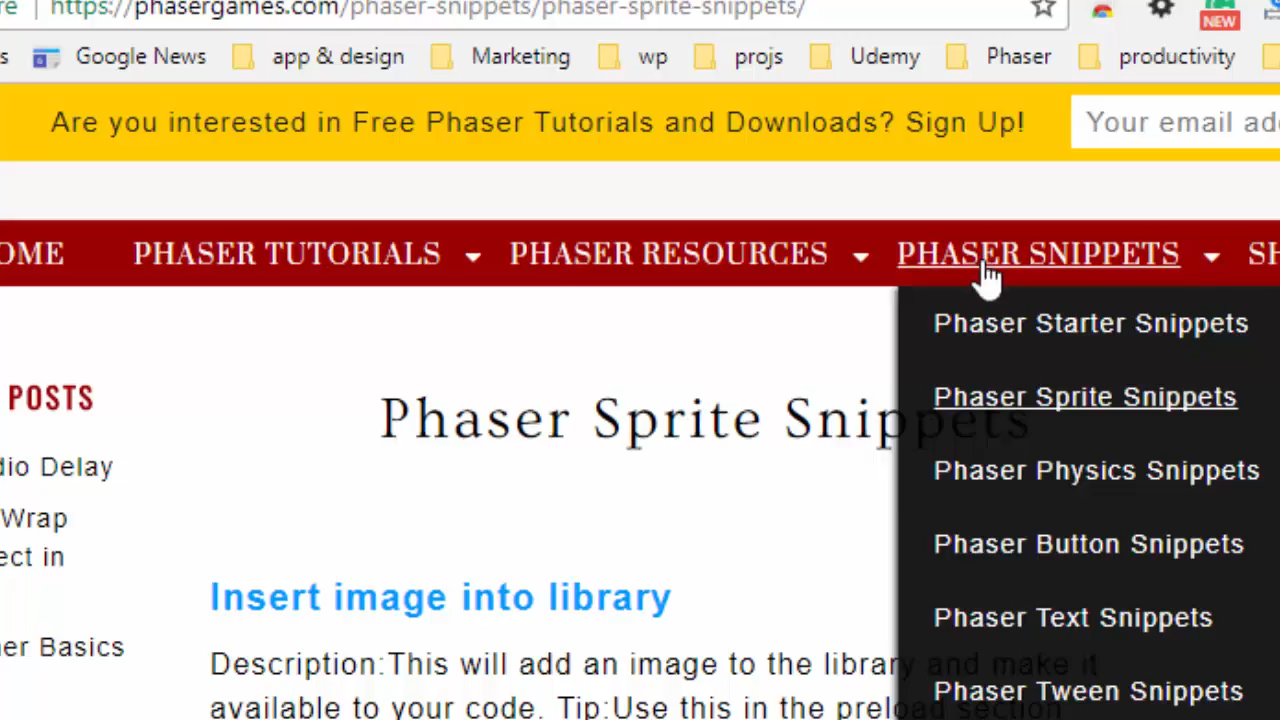 re | https://phasergames.com/phaser-snippets/phaser-sprite-snippets/
NEW
s Google News app & design Marketing wp projs Udemy Phaser productivity
Are you interested in Free Phaser Tutorials and Downloads? Sign Up! Your email ad
OME PHASER TUTORIALS PHASER RESOURCES PHASER SNIPPETS SH
Phaser Starter Snippets
POSTS
Phaser Sprite Snippets
Phaser Sprite Snippets
dio Delay
Phaser Physics Snippets
Wrap
ect in
Phaser Button Snippets
Insert image into library
Phaser Text Snippets
er Basics
Description:This will add an image to the library and make it
available to your code. Tip:Use this in the preload section
Phaser Tween Snippets